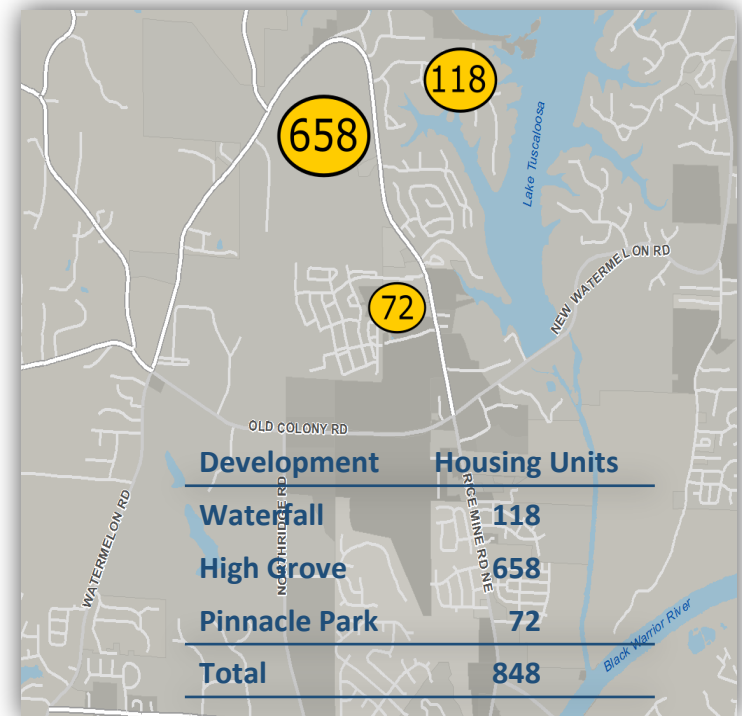 118
658
Lake Tuscaloosa
NEW WATERMELON RD
72
OLD COLONY RD
Development Housing Units
Waterfall 118
High Grove 658
Pinnacle Park 72
Total 848
WATERMELON RD
NORTHRIDGE RD
RICE MINE RD NE
Black Warrior River